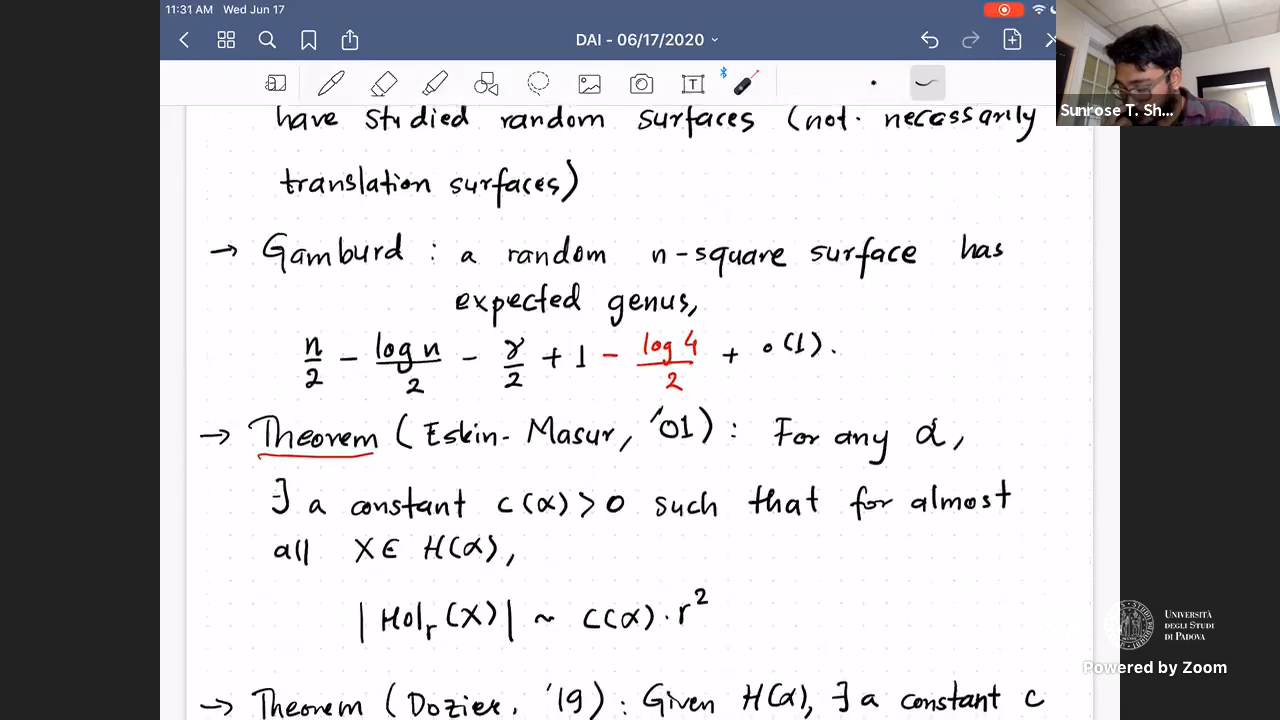 11:31 AM Wed Jun 17
DAI - 06/17/2020
T
Sunrose T. Sh...
have studied random surfaces (not necessarily
translation surfaces)
→ Gamburd : a random n-square surface has
expected genus,
n/2 - log n/2 - γ/2 + 1 - log 4/2 + o(1).
→ Theorem (Eskin-Masur, '01) : For any α,
∃ a constant c(α) > 0 such that for almost
all X ∈ H(α),
|Hol_r(X)| ~ c(α)·r²
→ Theorem (Dozier, '19) : Given H(α), ∃ a constant c
UNIVERSITÀ
DEGLI STUDI
DI PADOVA
Powered by Zoom